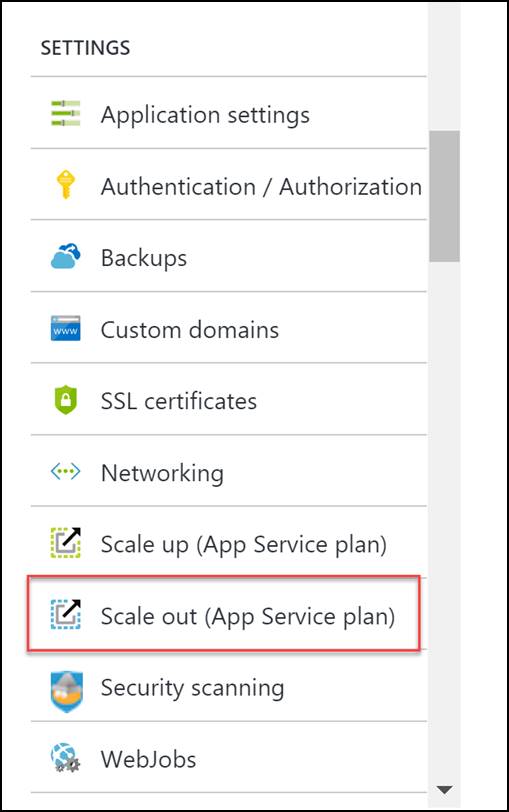 SETTINGS
Application settings
Authentication / Authorization
Backups
www
Custom domains
SSL certificates
Networking
Scale up (App Service plan)
Scale out (App Service plan)
Security scanning
WebJobs